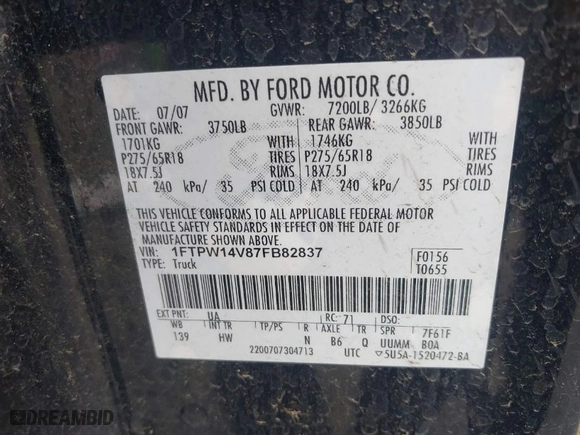 MFD. BY FORD MOTOR CO.
DATE: 07/07 GVWR: 7200LB/ 3266KG
FRONT GAWR: 3750LB REAR GAWR: 3850LB
1701KG WITH 1746KG WITH
P275/65R18 TIRES P275/65R18 TIRES
18X7.5J RIMS 18X7.5J RIMS
AT 240 kPa/ 35 PSI COLD AT 240 kPa/ 35 PSI COLD
THIS VEHICLE CONFORMS TO ALL APPLICABLE FEDERAL MOTOR
VEHICLE SAFETY STANDARDS IN EFFECT ON THE DATE OF
MANUFACTURE SHOWN ABOVE.
VIN: 1FTPW14V87FB82837 F0156
TYPE: Truck T0655
EXT PNT: UA RC: 71 DSO:
WB INT TR TP/PS R AXLE TR SPR 7F61F
139 HW N B6 Q UUMM BOA
2200707304713 UTC 5U5A-1520472-BA
DREAMBID